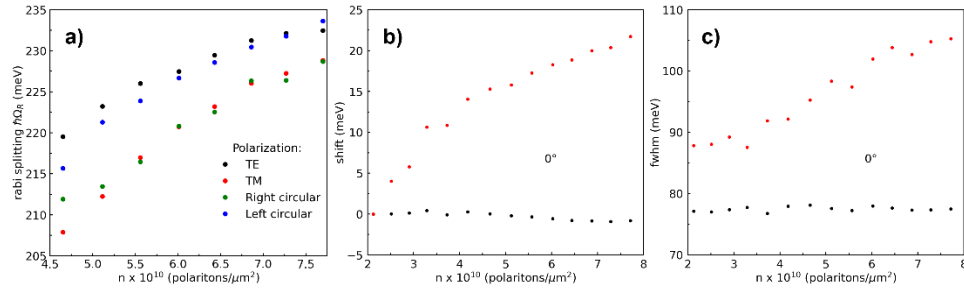 a)
rabi splitting ħΩR (meV)
235
230
225
220
215
210
205
Polarization:
TE
TM
Right circular
Left circular
4.5 5.0 5.5 6.0 6.5 7.0 7.5
n x 10¹⁰ (polaritons/μm²)
b)
shift (meV)
25
20
15
10
5
0
−5
0°
2 3 4 5 6 7 8
n x 10¹⁰ (polaritons/μm²)
c)
fwhm (meV)
110
100
90
80
70
0°
2 3 4 5 6 7 8
n x 10¹⁰ (polaritons/μm²)